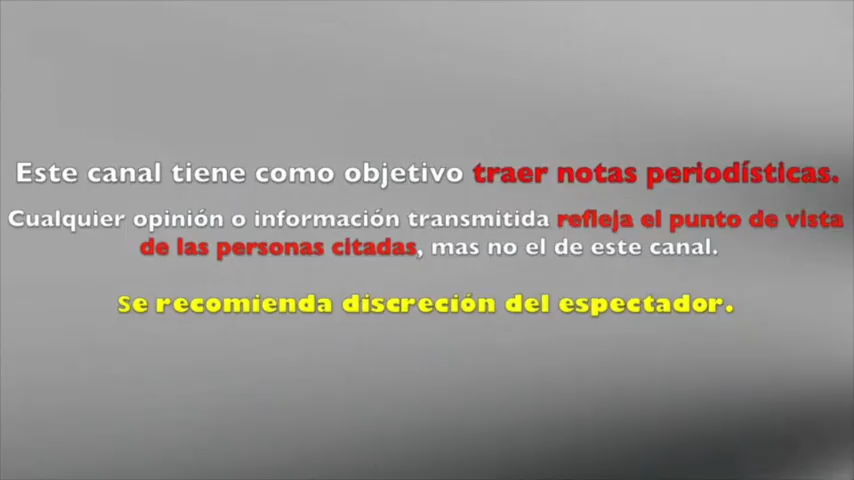 Este canal tiene como objetivo traer notas periodísticas.
Cualquier opinión o información transmitida refleja el punto de vista
de las personas citadas, mas no el de este canal.
Se recomienda discreción del espectador.